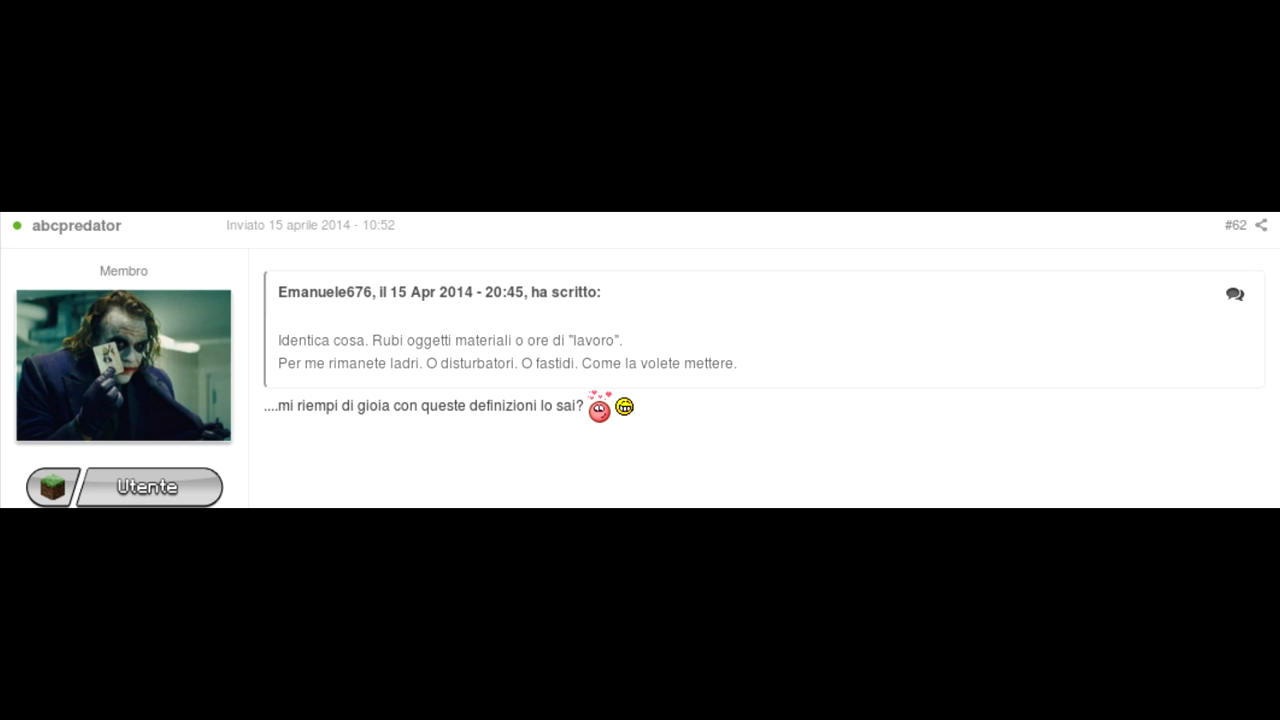 abcpredator
Inviato 15 aprile 2014 - 10:52
#62
Membro
Emanuele676, il 15 Apr 2014 - 20:45, ha scritto:
Identica cosa. Rubi oggetti materiali o ore di "lavoro".
Per me rimanete ladri. O disturbatori. O fastidi. Come la volete mettere.
....mi riempi di gioia con queste definizioni lo sai?
Utente